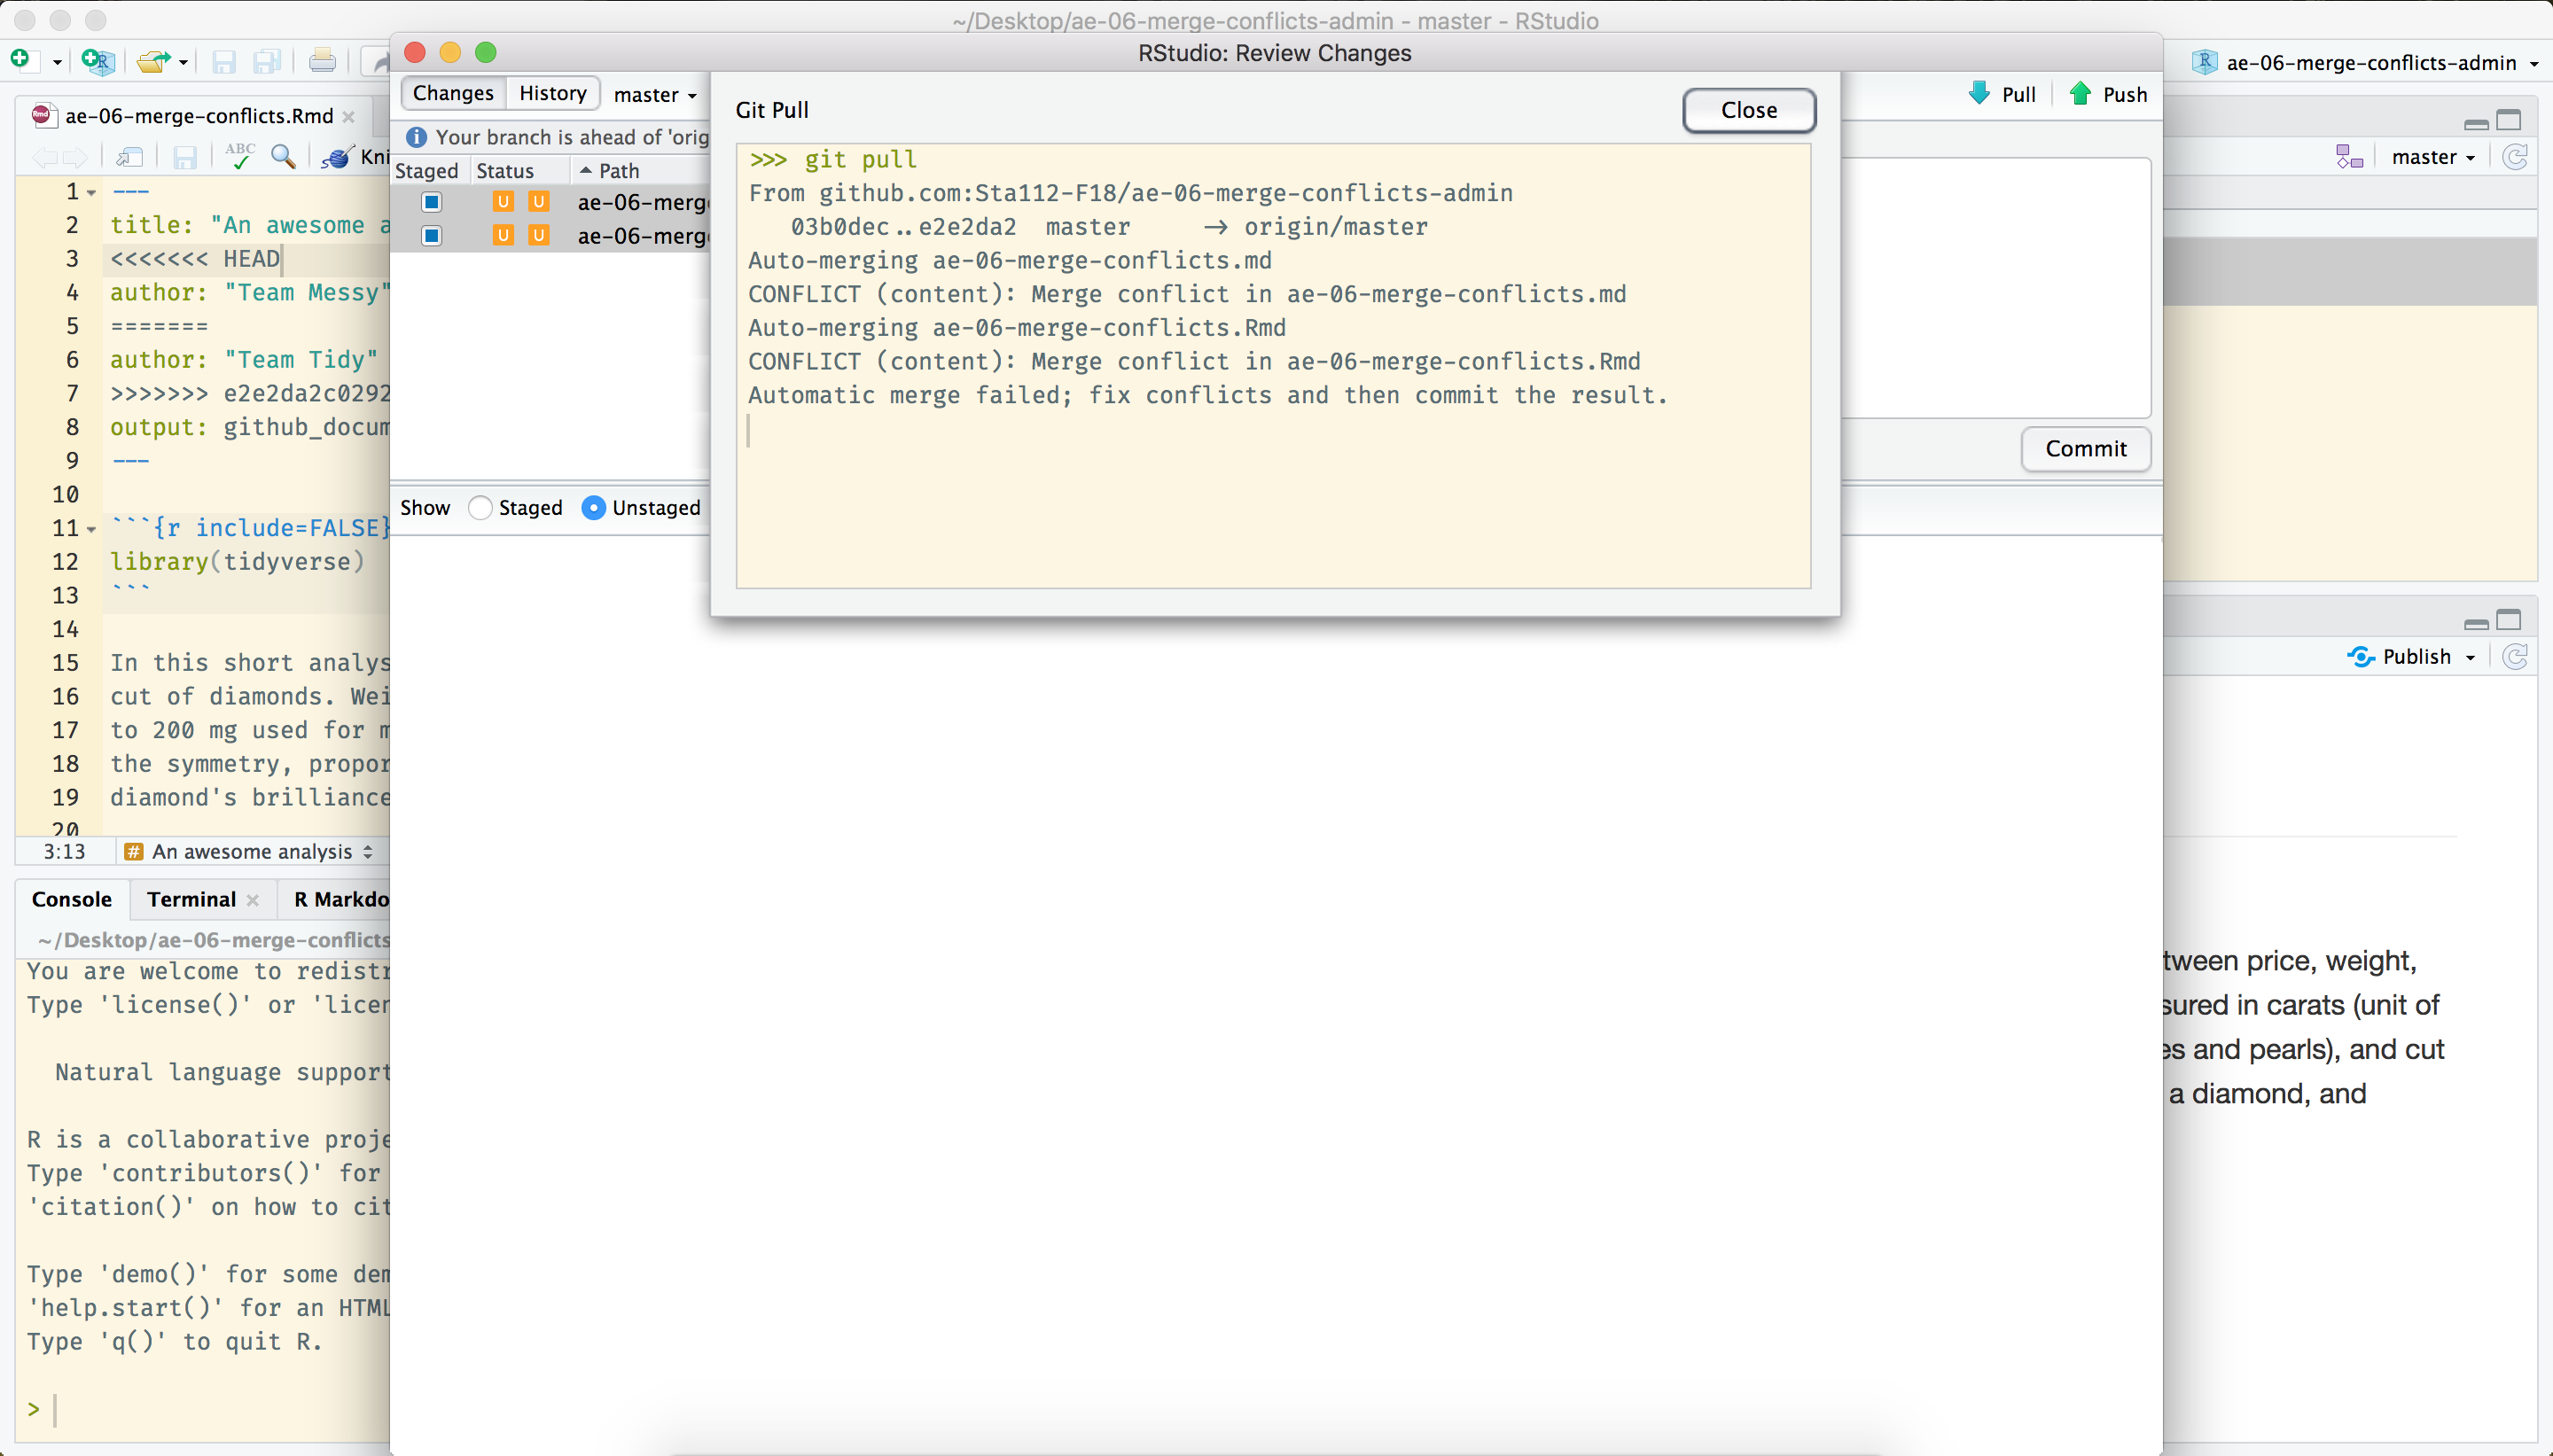 ~/Desktop/ae-06-merge-conflicts-admin - master - RStudio
RStudio: Review Changes
ae-06-merge-conflicts-admin
ae-06-merge-conflicts.Rmd
Changes History master
Pull Push
Git Pull
Close
Your branch is ahead of 'orig
Staged Status Path
U U ae-06-merg
U U ae-06-merg
>>> git pull
From github.com:Sta112-F18/ae-06-merge-conflicts-admin
03b0dec..e2e2da2 master -> origin/master
Auto-merging ae-06-merge-conflicts.md
CONFLICT (content): Merge conflict in ae-06-merge-conflicts.md
Auto-merging ae-06-merge-conflicts.Rmd
CONFLICT (content): Merge conflict in ae-06-merge-conflicts.Rmd
Automatic merge failed; fix conflicts and then commit the result.
Commit
Show Staged Unstaged
master
ABC
Kni
1 ---
2 title: "An awesome a
3 <<<<<<< HEAD
4 author: "Team Messy"
5 =======
6 author: "Team Tidy"
7 >>>>>>> e2e2da2c0292
8 output: github_docum
9 ---
10
11 ```{r include=FALSE}
12 library(tidyverse)
13 ```
14
15 In this short analys
16 cut of diamonds. Wei
17 to 200 mg used for m
18 the symmetry, propor
19 diamond's brilliance
20
3:13 # An awesome analysis
Console Terminal R Markdo
~/Desktop/ae-06-merge-conflicts
You are welcome to redistr
Type 'license()' or 'licen
Natural language support
R is a collaborative proje
Type 'contributors()' for
'citation()' on how to cit
Type 'demo()' for some dem
'help.start()' for an HTML
Type 'q()' to quit R.
>
Publish
tween price, weight,
sured in carats (unit of
es and pearls), and cut
a diamond, and